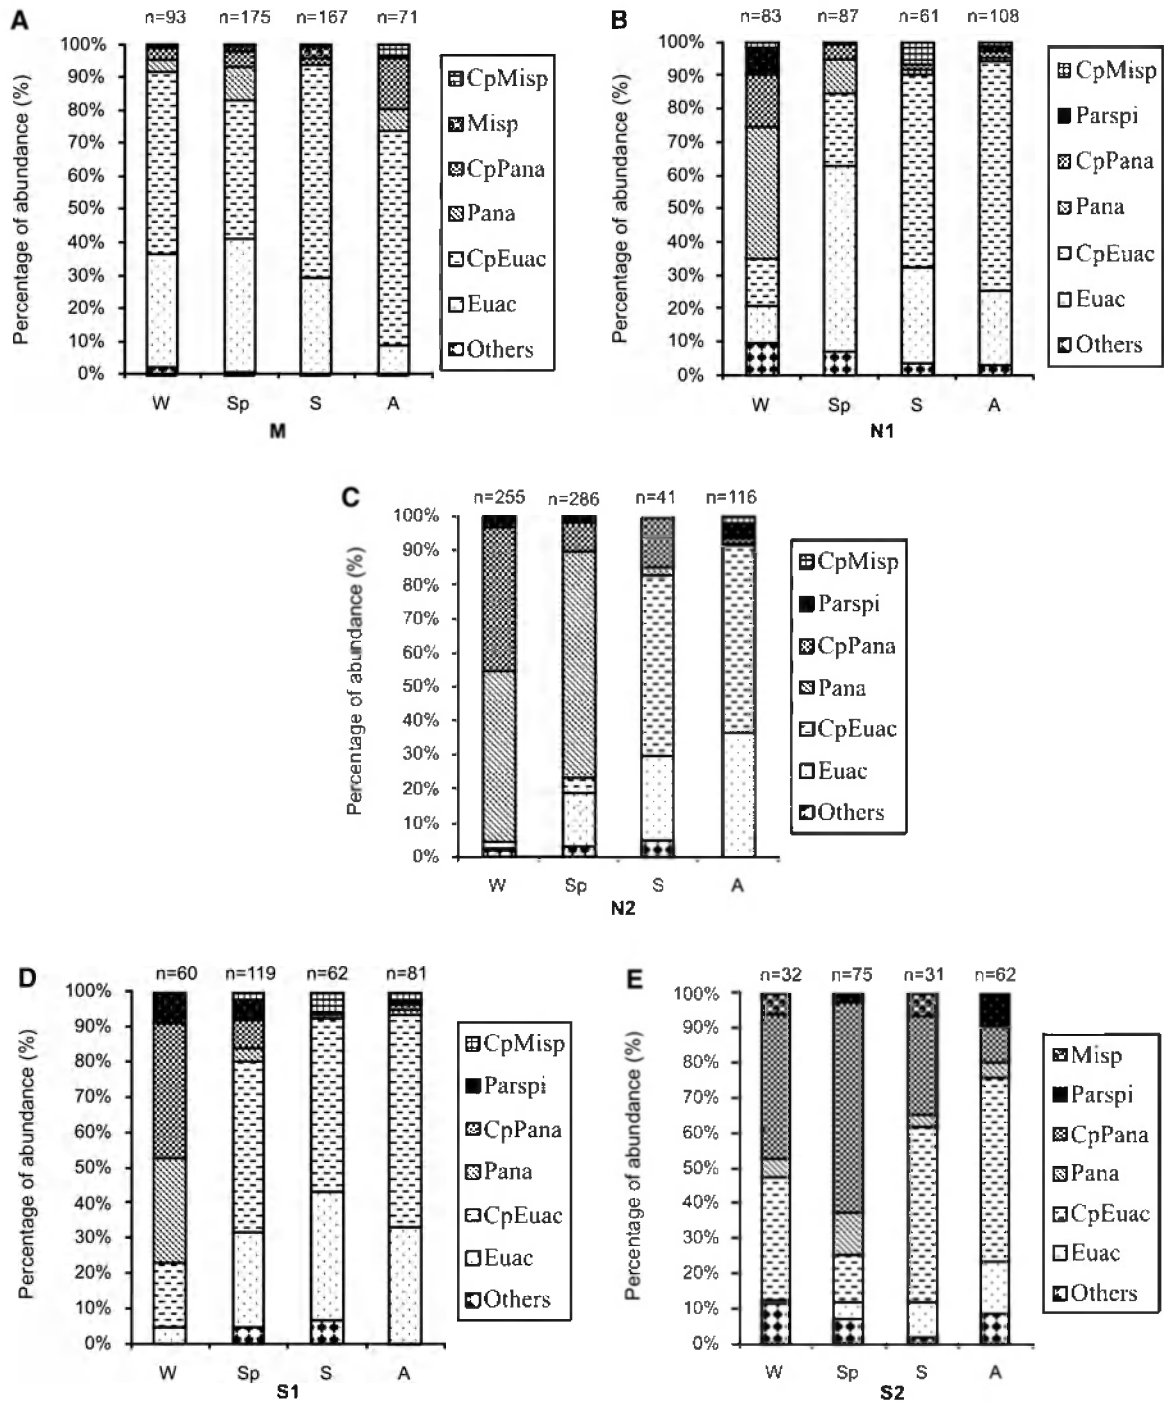 A
n=93 n=175 n=167 n=71
Percentage of abundance (%)
100%
90%
80%
70%
60%
50%
40%
30%
20%
10%
0%
W Sp S A
M
CpMisp
Misp
CpPana
Pana
CpEuac
Euac
Others
B
n=83 n=87 n=61 n=108
Percentage of abundance (%)
100%
90%
80%
70%
60%
50%
40%
30%
20%
10%
0%
W Sp S A
N1
CpMisp
Parspi
CpPana
Pana
CpEuac
Euac
Others
C
n=255 n=286 n=41 n=116
Percentage of abundance (%)
100%
90%
80%
70%
60%
50%
40%
30%
20%
10%
0%
W Sp S A
N2
CpMisp
Parspi
CpPana
Pana
CpEuac
Euac
Others
D
n=60 n=119 n=62 n=81
Percentage of abundance (%)
100%
90%
80%
70%
60%
50%
40%
30%
20%
10%
0%
W Sp S A
S1
CpMisp
Parspi
CpPana
Pana
CpEuac
Euac
Others
E
n=32 n=75 n=31 n=62
Percentage of abundance (%)
100%
90%
80%
70%
60%
50%
40%
30%
20%
10%
0%
W Sp S A
S2
Misp
Parspi
CpPana
Pana
CpEuac
Euac
Others